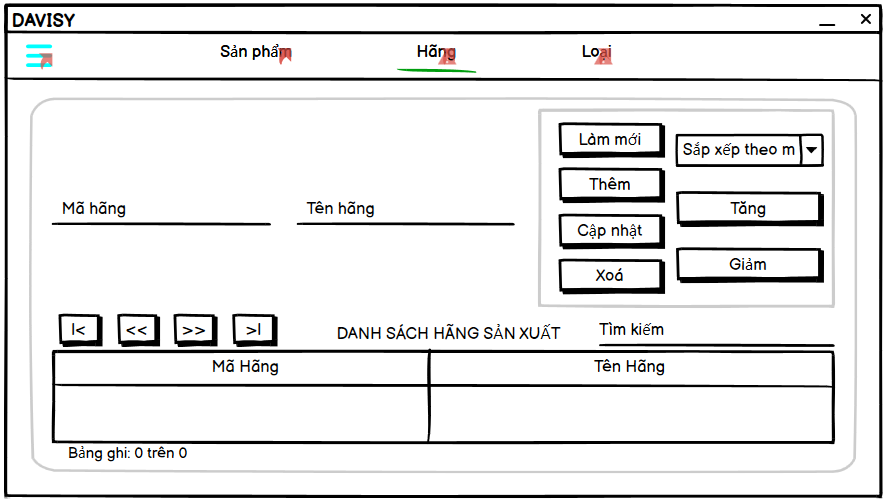 DAVISY
Sản phẩm
Hãng
Loại
Làm mới
Sắp xếp theo m
Thêm
Mã hãng
Tên hãng
Tăng
Cập nhật
Giảm
Xoá
|<
<<
>>
>|
DANH SÁCH HÃNG SẢN XUẤT
Tìm kiếm
Mã Hãng
Tên Hãng
Bảng ghi: 0 trên 0